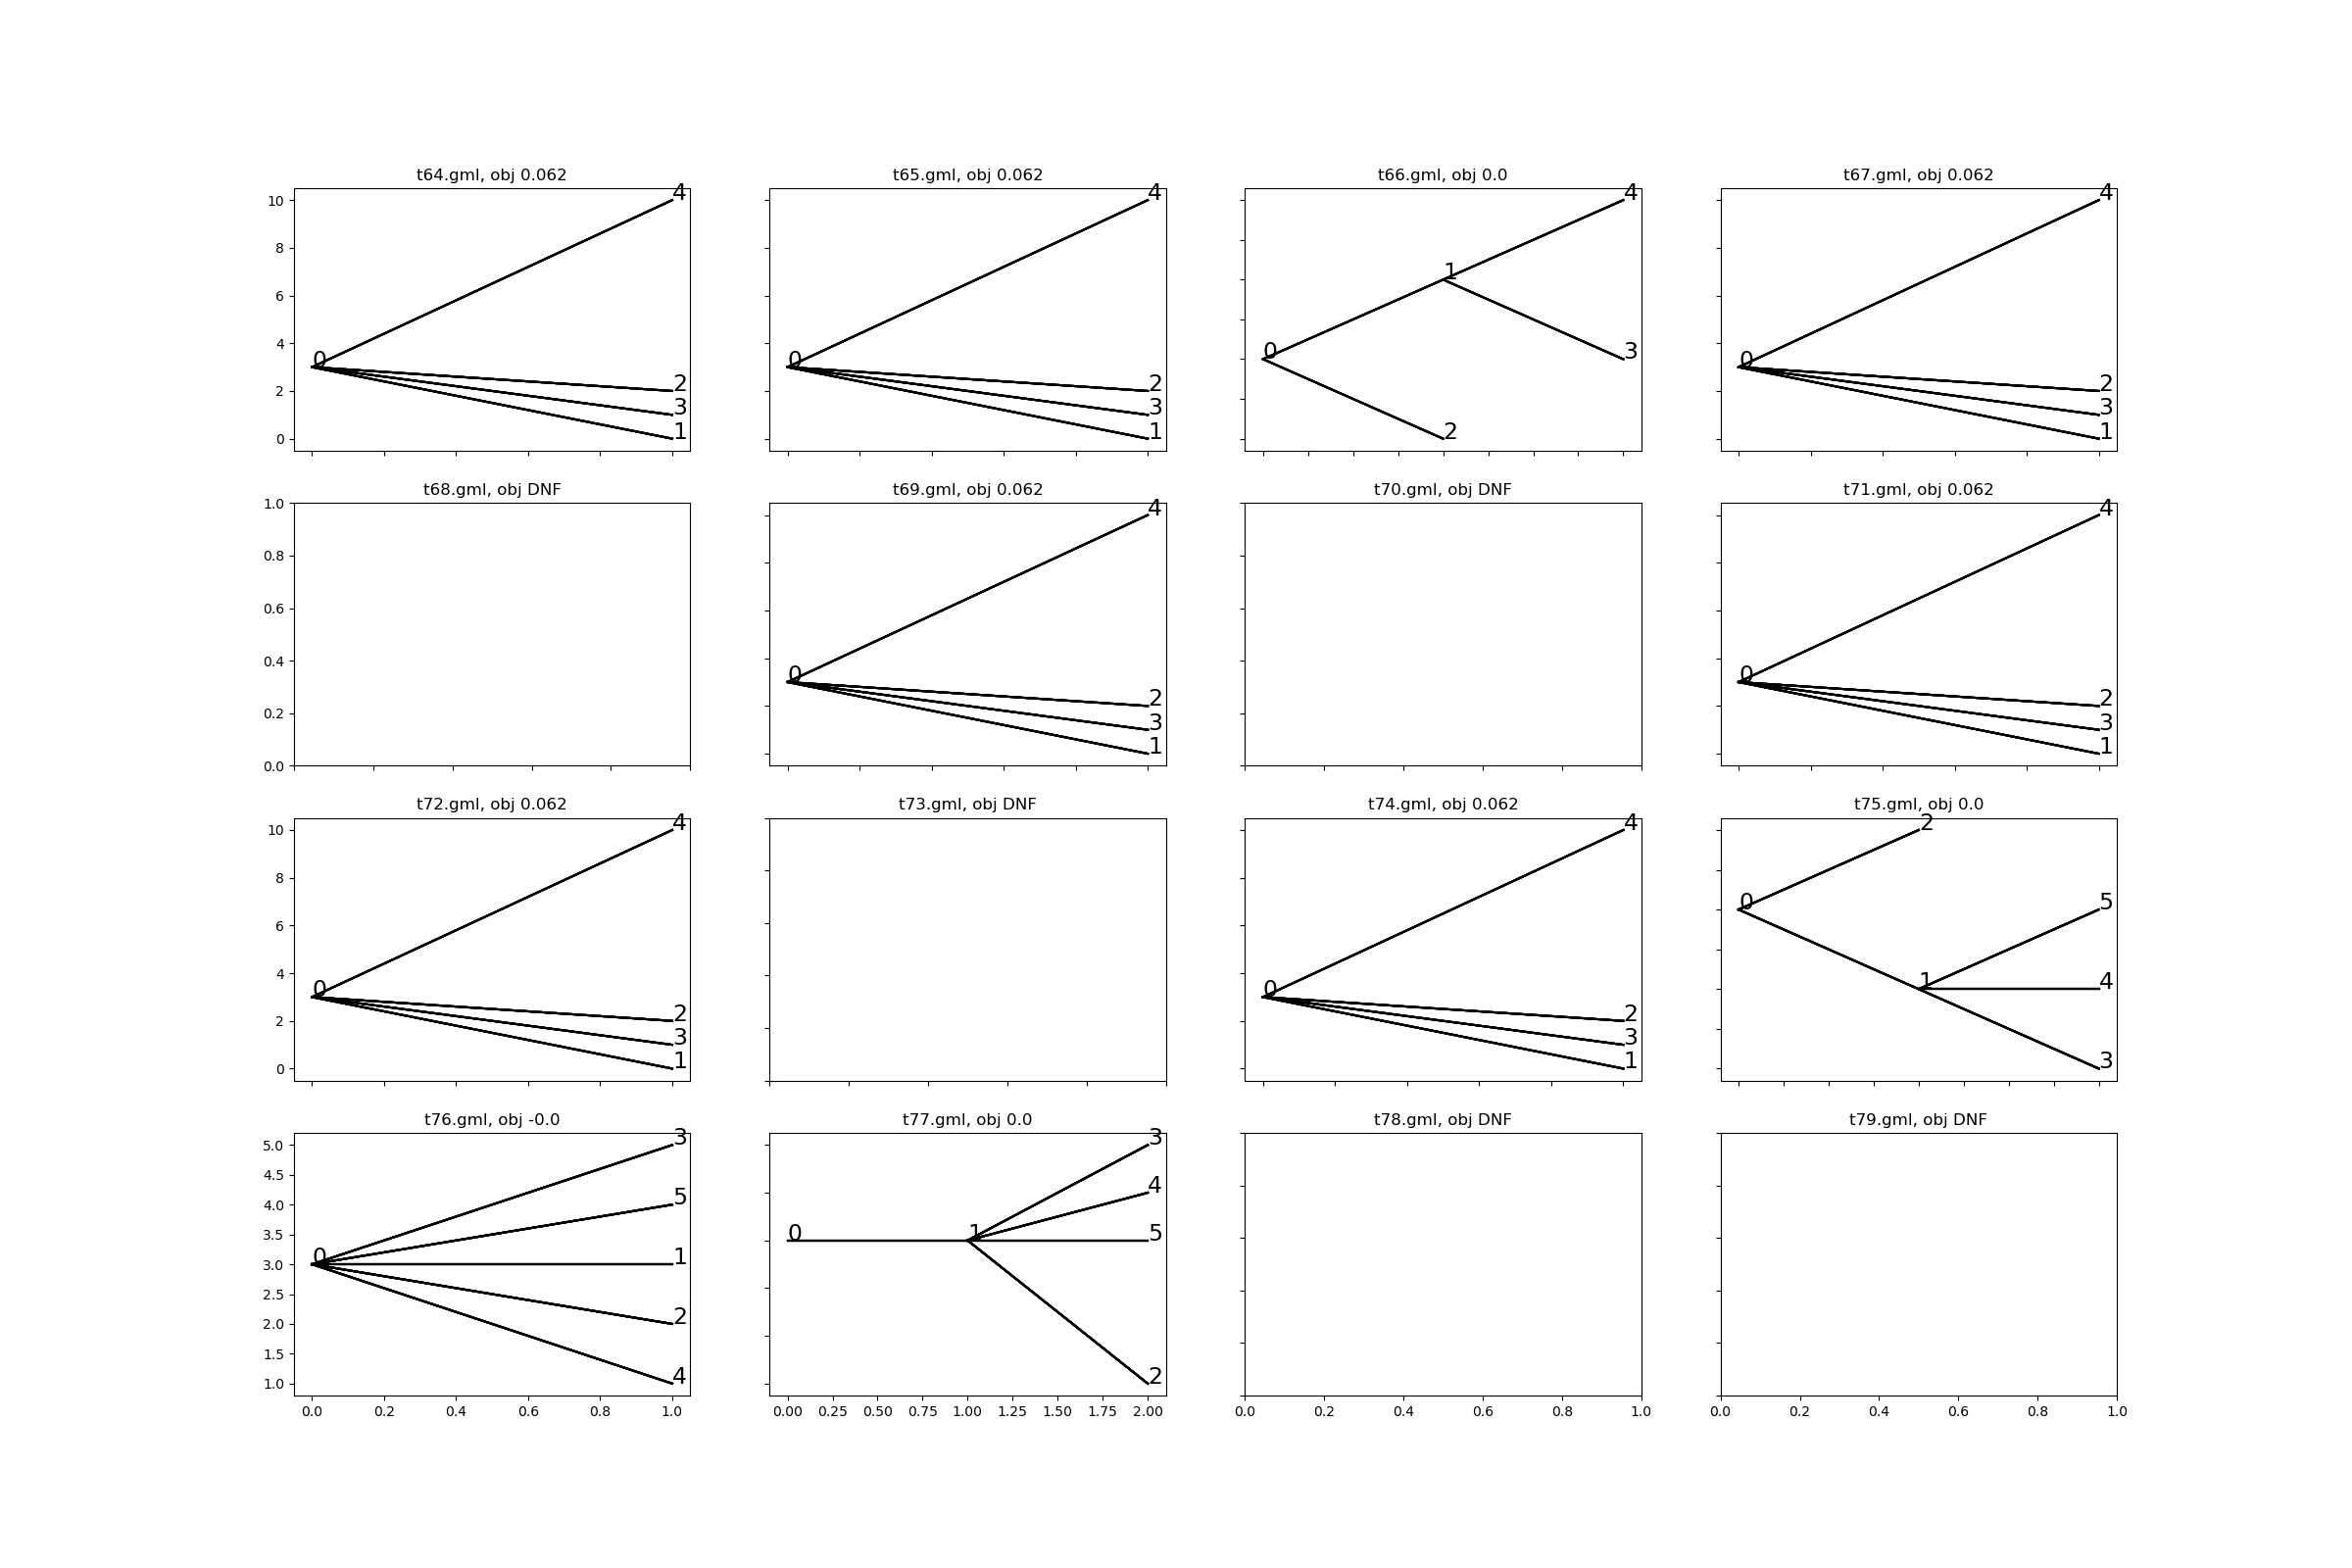 t64.gml, obj 0.062 t65.gml, obj 0.062 t66.gml, obj 0.0 t67.gml, obj 0.062
10 4 4 4 4
8
6 1
4 0 0 0 3 0
2 2 2 2
3 3 3
0 1 1 2 1
t68.gml, obj DNF t69.gml, obj 0.062 t70.gml, obj DNF t71.gml, obj 0.062
1.0 4 4
0.8
0.6
0.4 0 0
0.2 2 2
3 3
0.0 1 1
t72.gml, obj 0.062 t73.gml, obj DNF t74.gml, obj 0.062 t75.gml, obj 0.0
10 4 4 2
8
6 0 5
4 0 0 1 4
2 2 2
3 3
0 1 1 3
t76.gml, obj -0.0 t77.gml, obj 0.0 t78.gml, obj DNF t79.gml, obj DNF
5.0 3 3
4.5
4.0 5 4
3.5
3.0 0 1 0 1 5
2.5
2.0 2
1.5
1.0 4 2
0.0 0.2 0.4 0.6 0.8 1.0 0.00 0.25 0.50 0.75 1.00 1.25 1.50 1.75 2.00 0.0 0.2 0.4 0.6 0.8 1.0 0.0 0.2 0.4 0.6 0.8 1.0